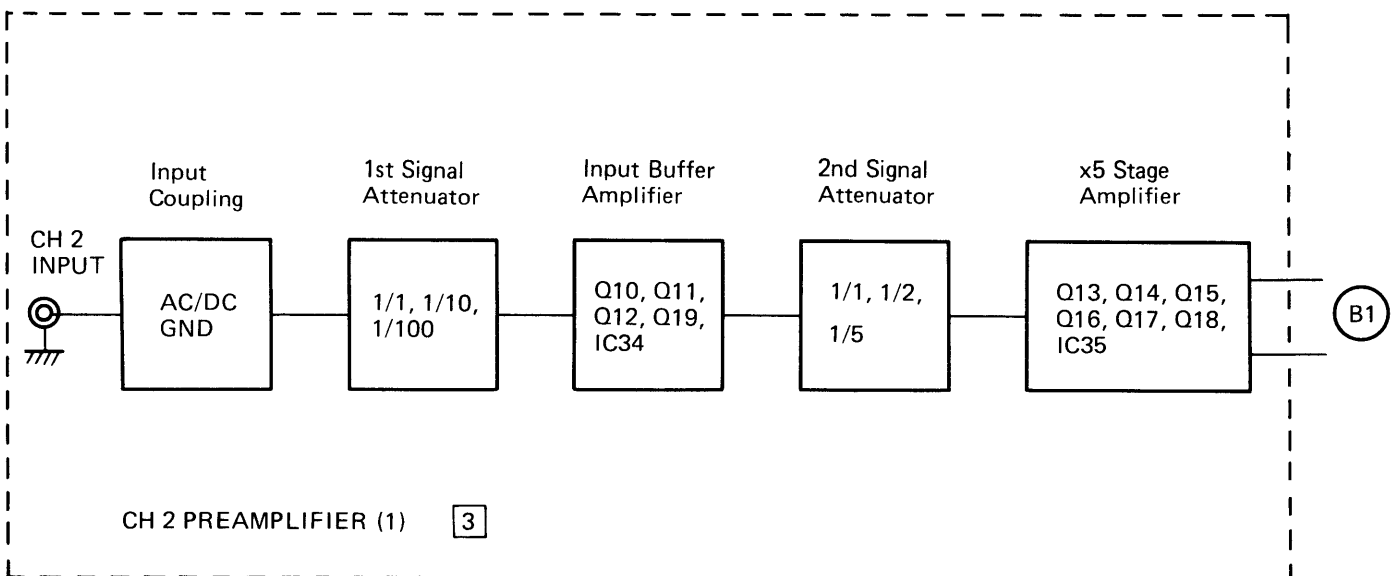 Input
Coupling
1st Signal
Attenuator
Input Buffer
Amplifier
2nd Signal
Attenuator
x5 Stage
Amplifier
CH 2
INPUT
AC/DC
GND
1/1, 1/10,
1/100
Q10, Q11,
Q12, Q19,
IC34
1/1, 1/2,
1/5
Q13, Q14, Q15,
Q16, Q17, Q18,
IC35
B1
CH 2 PREAMPLIFIER (1) 3